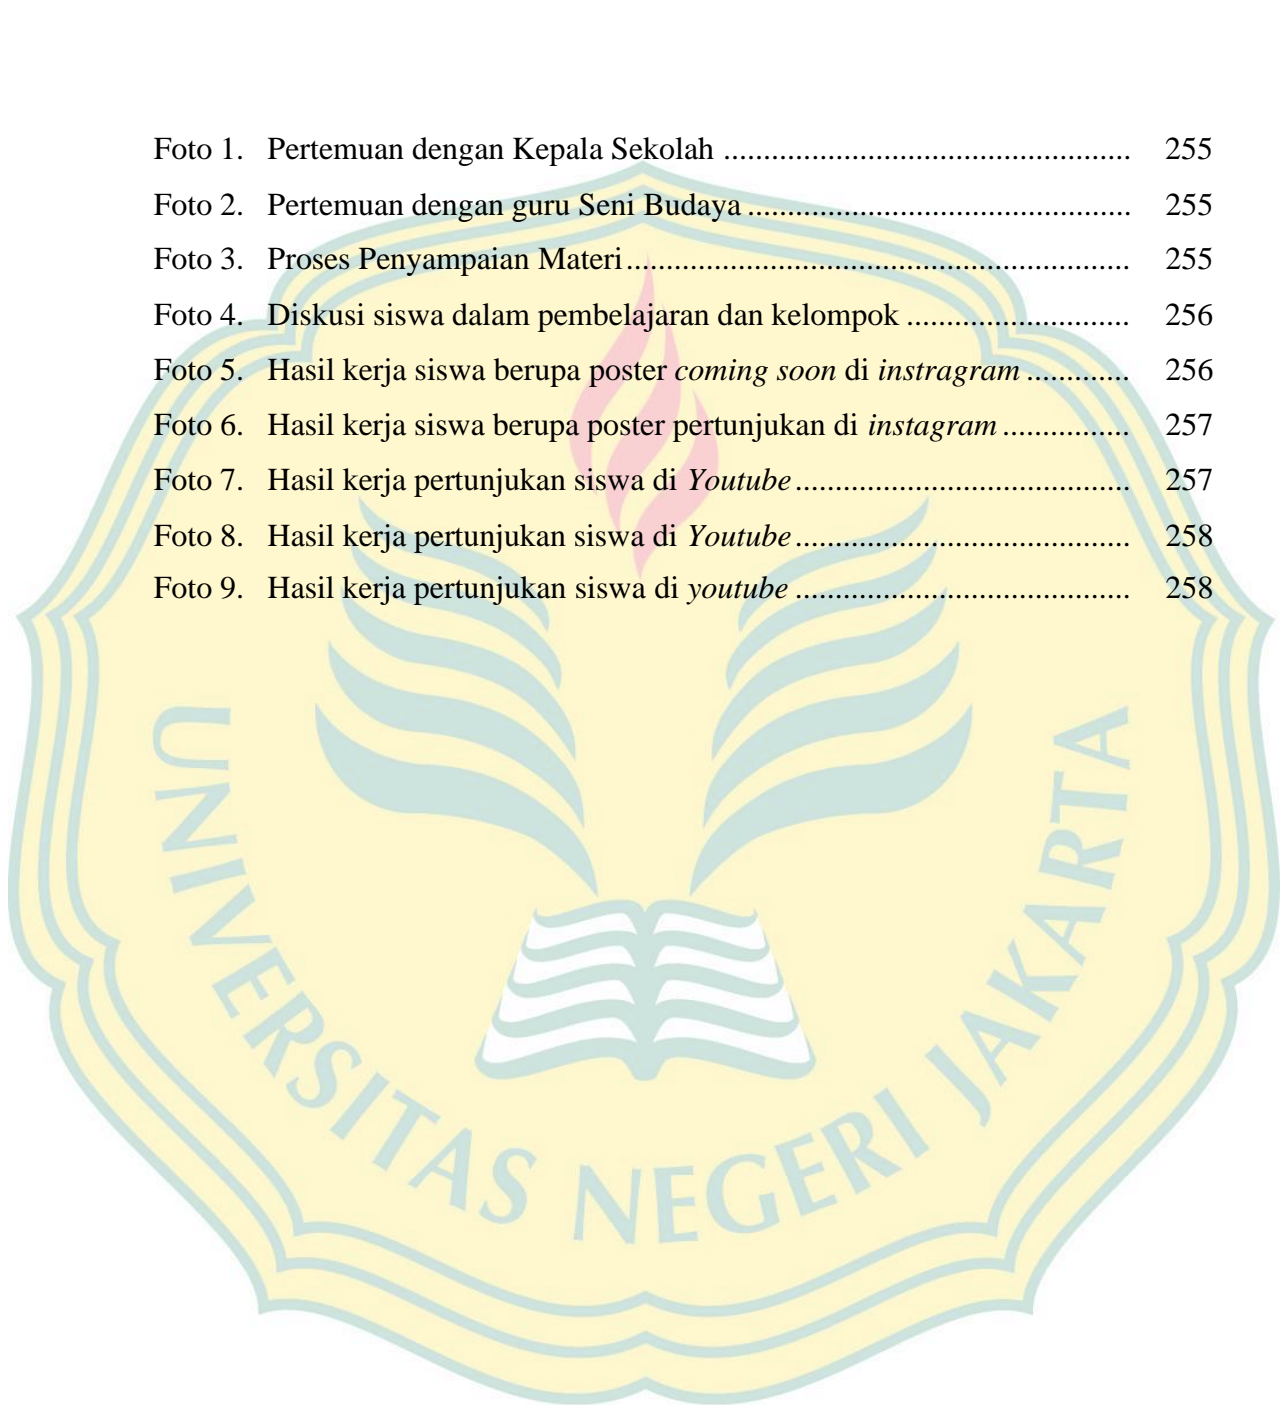 Foto 1. Pertemuan dengan Kepala Sekolah ................................................... 255
Foto 2. Pertemuan dengan guru Seni Budaya ................................................ 255
Foto 3. Proses Penyampaian Materi ............................................................... 255
Foto 4. Diskusi siswa dalam pembelajaran dan kelompok ............................ 256
Foto 5. Hasil kerja siswa berupa poster coming soon di instragram ............. 256
Foto 6. Hasil kerja siswa berupa poster pertunjukan di instagram ................ 257
Foto 7. Hasil kerja pertunjukan siswa di Youtube .......................................... 257
Foto 8. Hasil kerja pertunjukan siswa di Youtube .......................................... 258
Foto 9. Hasil kerja pertunjukan siswa di youtube .......................................... 258
UNIVERSITAS NEGERI JAKARTA